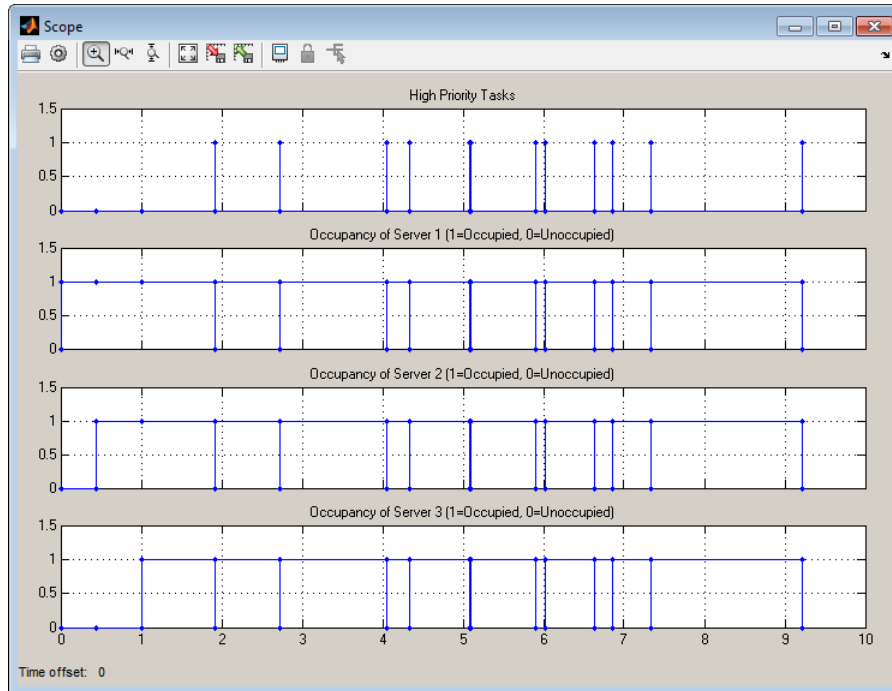 Scope
High Priority Tasks
1.5
1
0.5
0
Occupancy of Server 1 (1=Occupied, 0=Unoccupied)
1.5
1
0.5
0
Occupancy of Server 2 (1=Occupied, 0=Unoccupied)
1.5
1
0.5
0
Occupancy of Server 3 (1=Occupied, 0=Unoccupied)
1.5
1
0.5
0
0 1 2 3 4 5 6 7 8 9 10
Time offset: 0